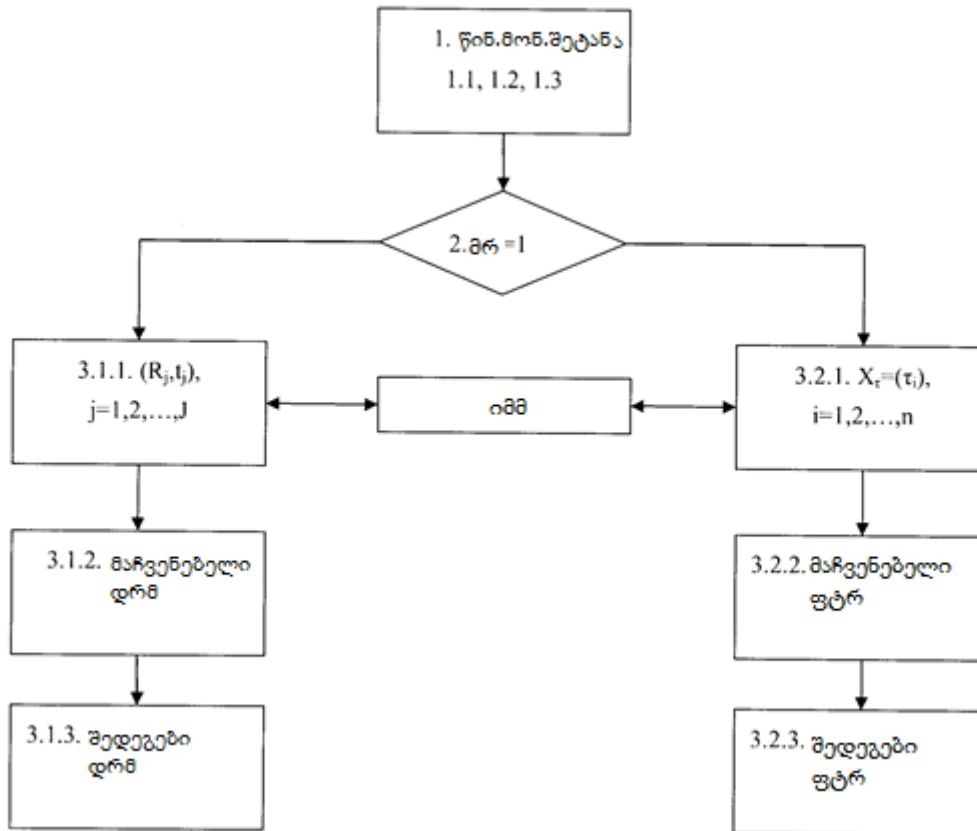 1. წინ.მონ.შეტანა
1.1, 1.2, 1.3
2.მრ =1
3.1.1. (Rj,tj),
j=1,2,…,J
იმმ
3.2.1. Xτ=(τi),
i=1,2,…,n
3.1.2. მაჩვენებელი
დრმ
3.2.2. მაჩვენებელი
ფტრ
3.1.3. შედეგები
დრმ
3.2.3. შედეგები
ფტრ